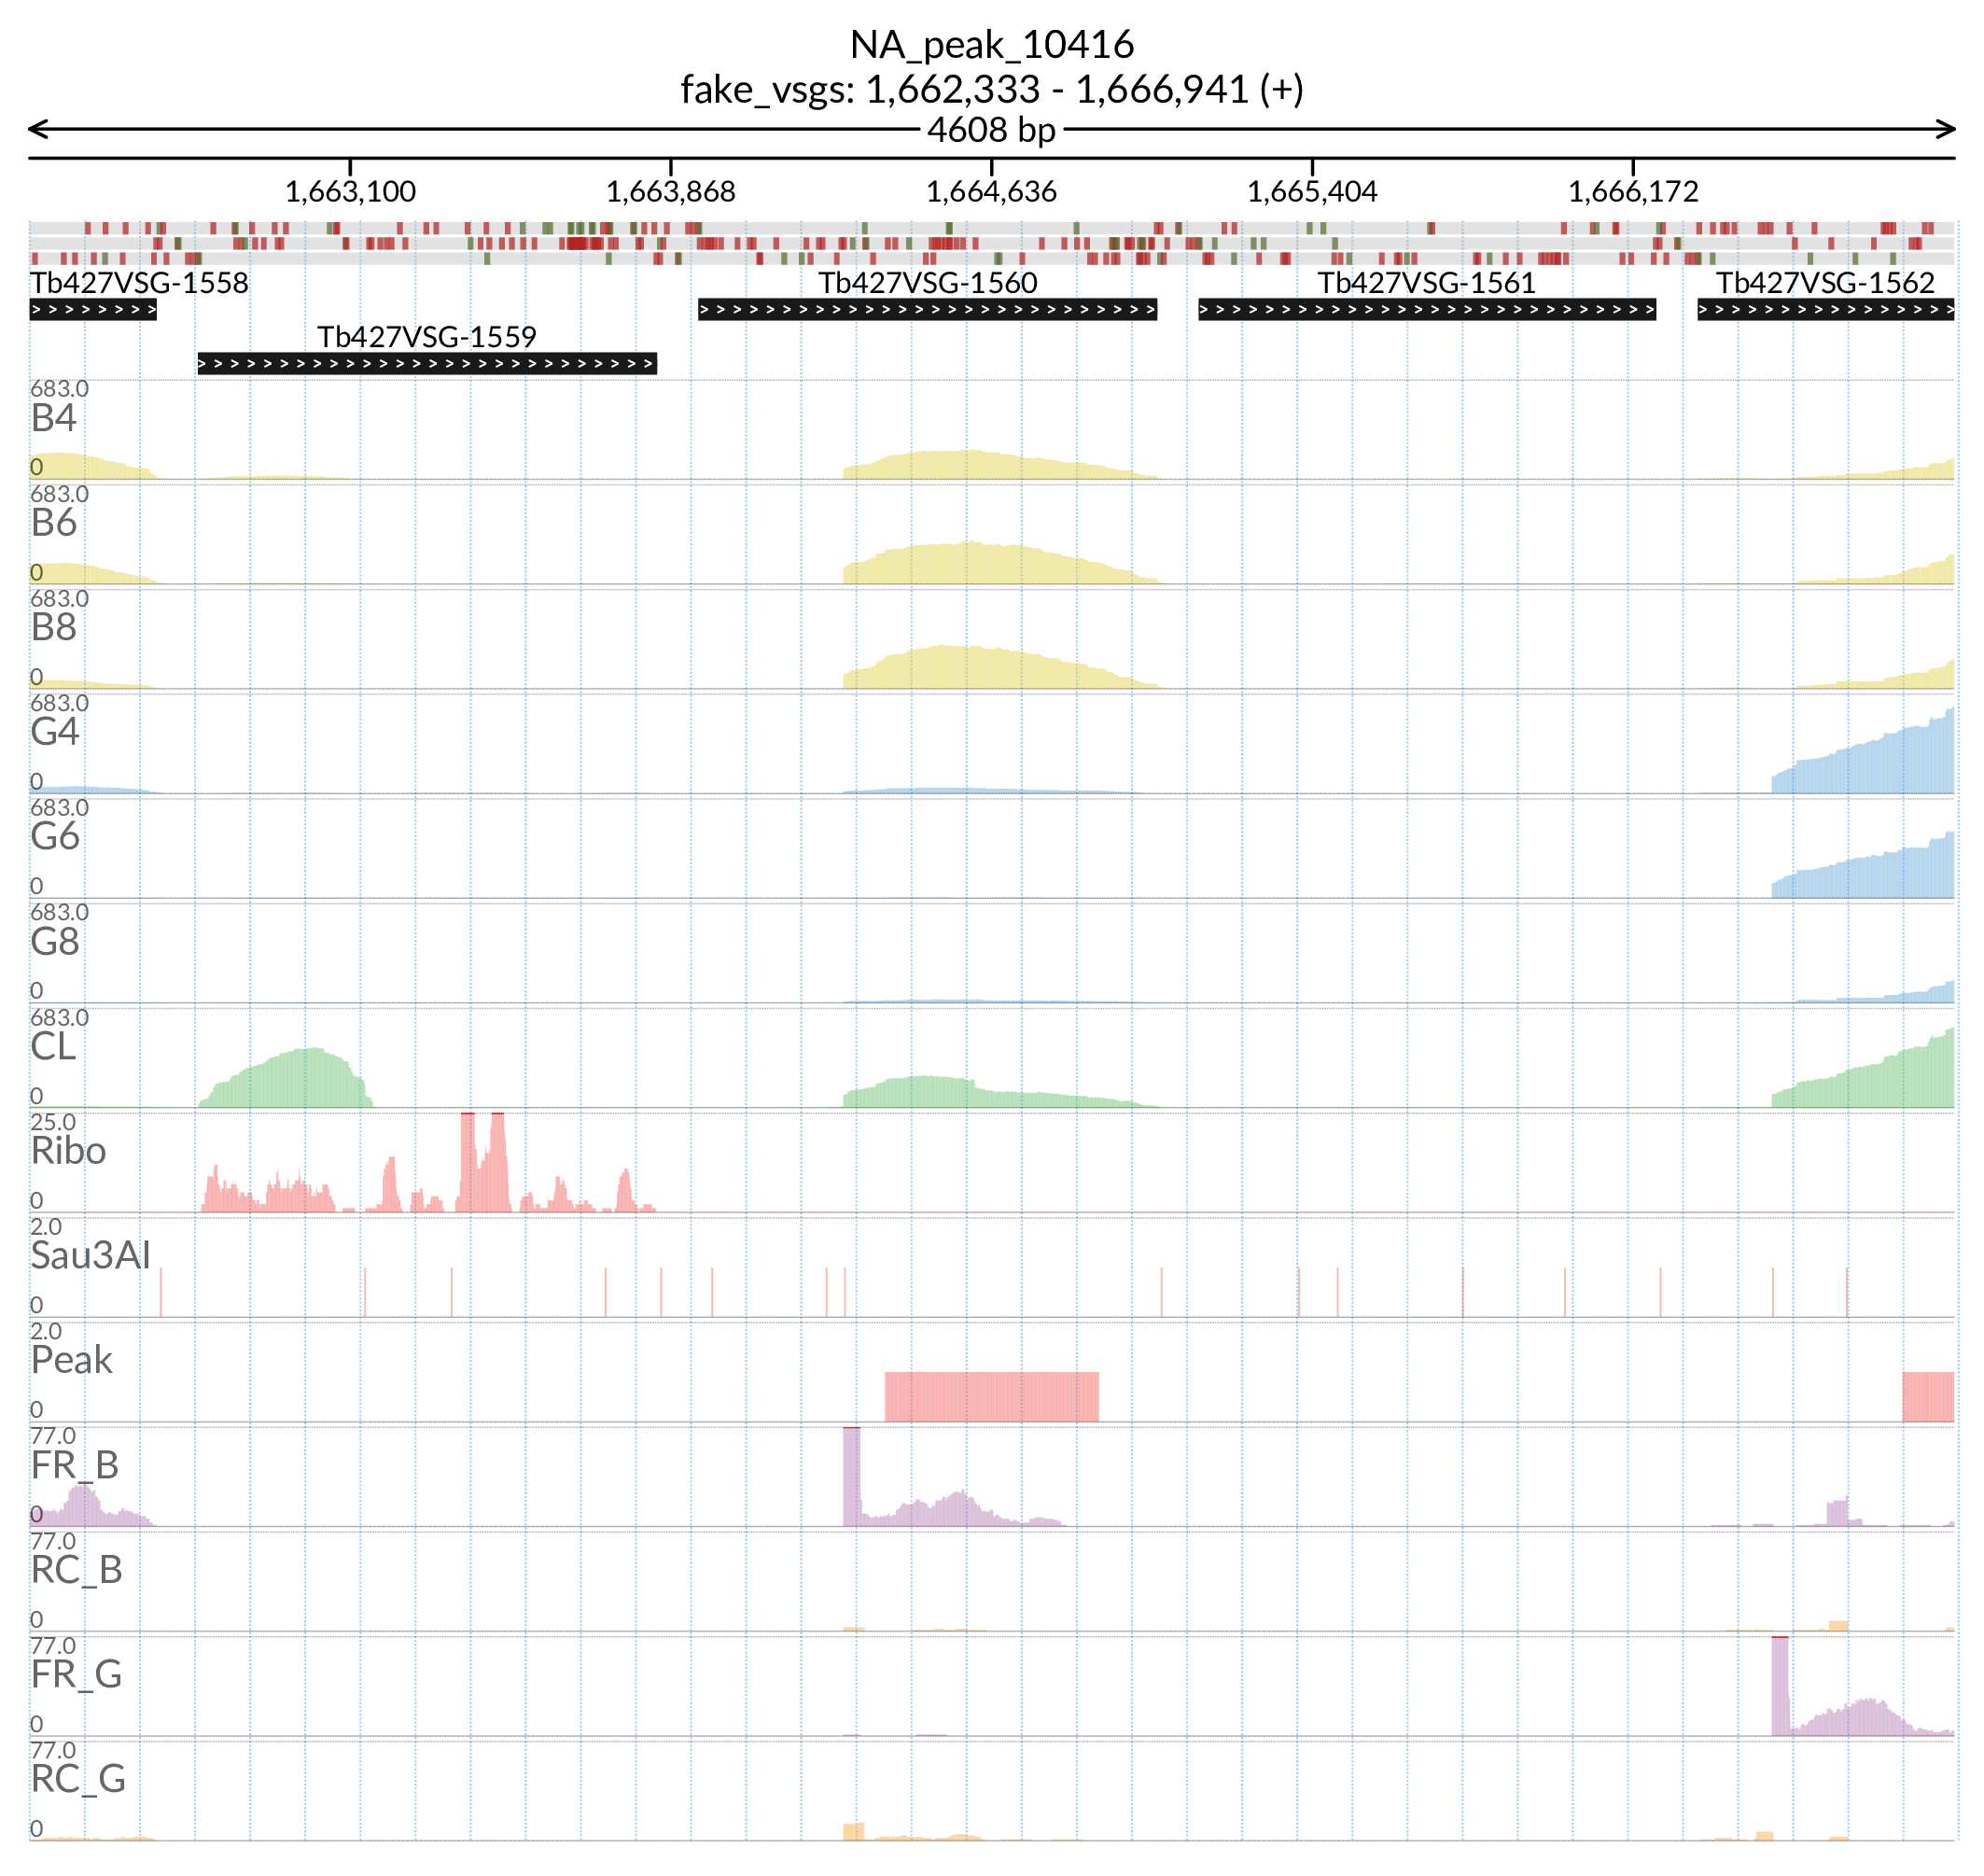 NA_peak_10416
fake_vsgs: 1,662,333 - 1,666,941 (+)
4608 bp
1,663,100 1,663,868 1,664,636 1,665,404 1,666,172
Tb427VSG-1558 Tb427VSG-1560 Tb427VSG-1561 Tb427VSG-1562
Tb427VSG-1559
683.0
B4
0
683.0
B6
0
683.0
B8
0
683.0
G4
0
683.0
G6
0
683.0
G8
0
683.0
CL
0
25.0
Ribo
0
2.0
Sau3AI
0
2.0
Peak
0
77.0
FR_B
0
77.0
RC_B
0
77.0
FR_G
0
77.0
RC_G
0